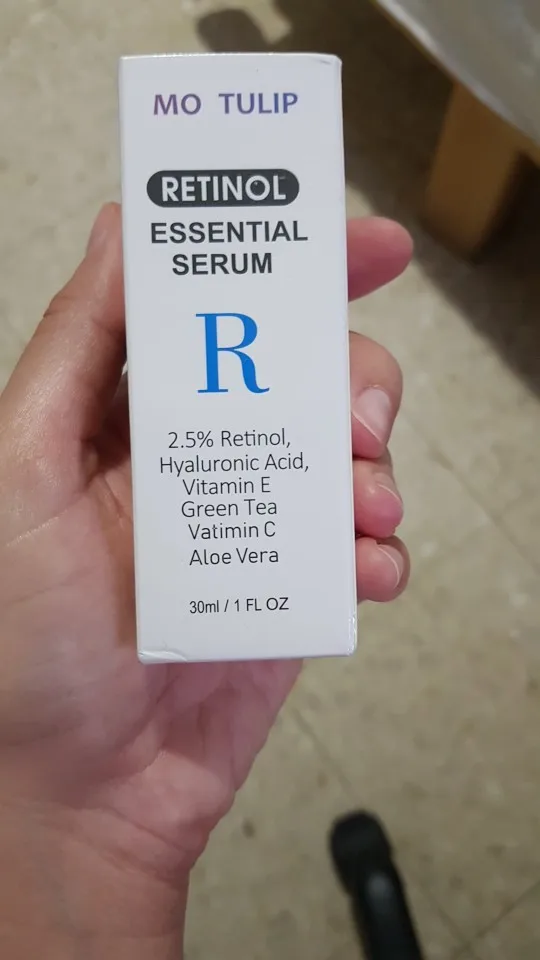 MO TULIP
RETINOL
ESSENTIAL
SERUM
R
2.5% Retinol,
Hyaluronic Acid,
Vitamin E
Green Tea
Vatimin C
Aloe Vera
30ml / 1 FL OZ